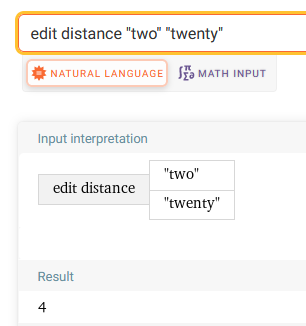 edit distance "two" "twenty"
NATURAL LANGUAGE ∫Σ∂π MATH INPUT
Input interpretation
edit distance
"two"
"twenty"
Result
4